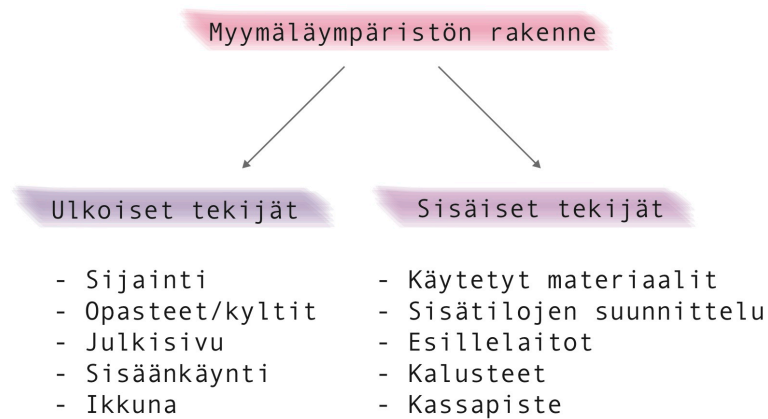 Myymäläympäristön rakenne
Ulkoiset tekijät
- Sijainti
- Opasteet/kyltit
- Julkisivu
- Sisäänkäynti
- Ikkuna
Sisäiset tekijät
- Käytetyt materiaalit
- Sisätilojen suunnittelu
- Esillelaitot
- Kalusteet
- Kassapiste